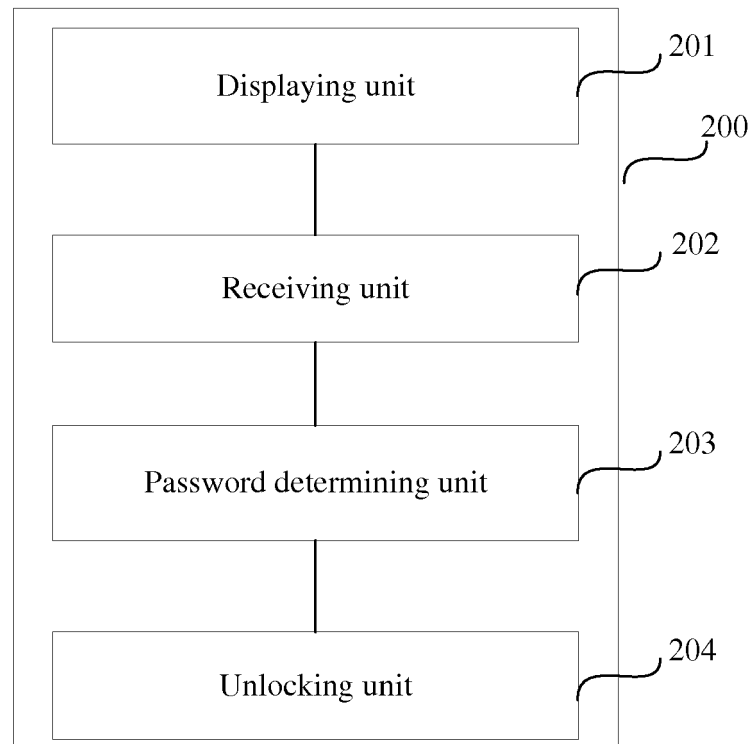 201
Displaying unit
200
202
Receiving unit
203
Password determining unit
204
Unlocking unit